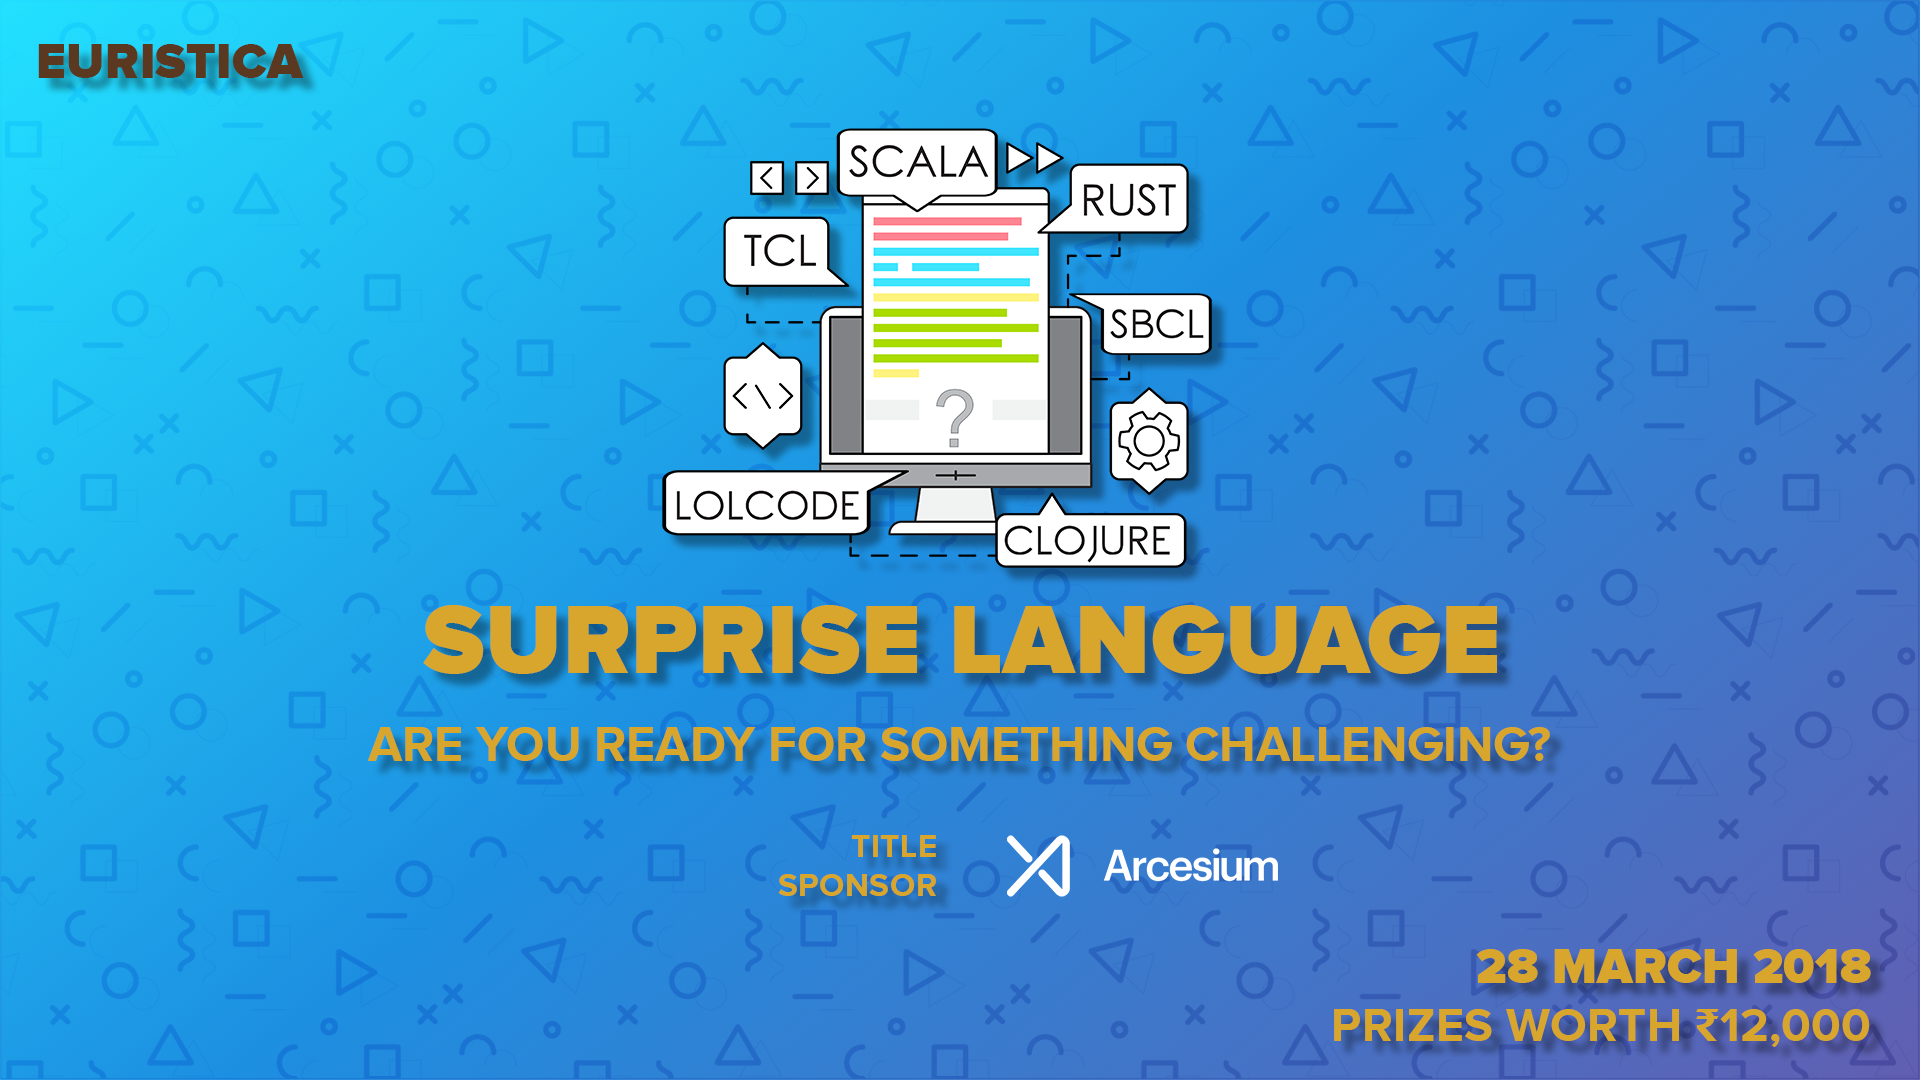 EURISTICA
SCALA
RUST
TCL
SBCL
?
LOLCODE
CLOJURE
SURPRISE LANGUAGE
ARE YOU READY FOR SOMETHING CHALLENGING?
TITLE
SPONSOR
Arcesium
28 MARCH 2018
PRIZES WORTH ₹12,000